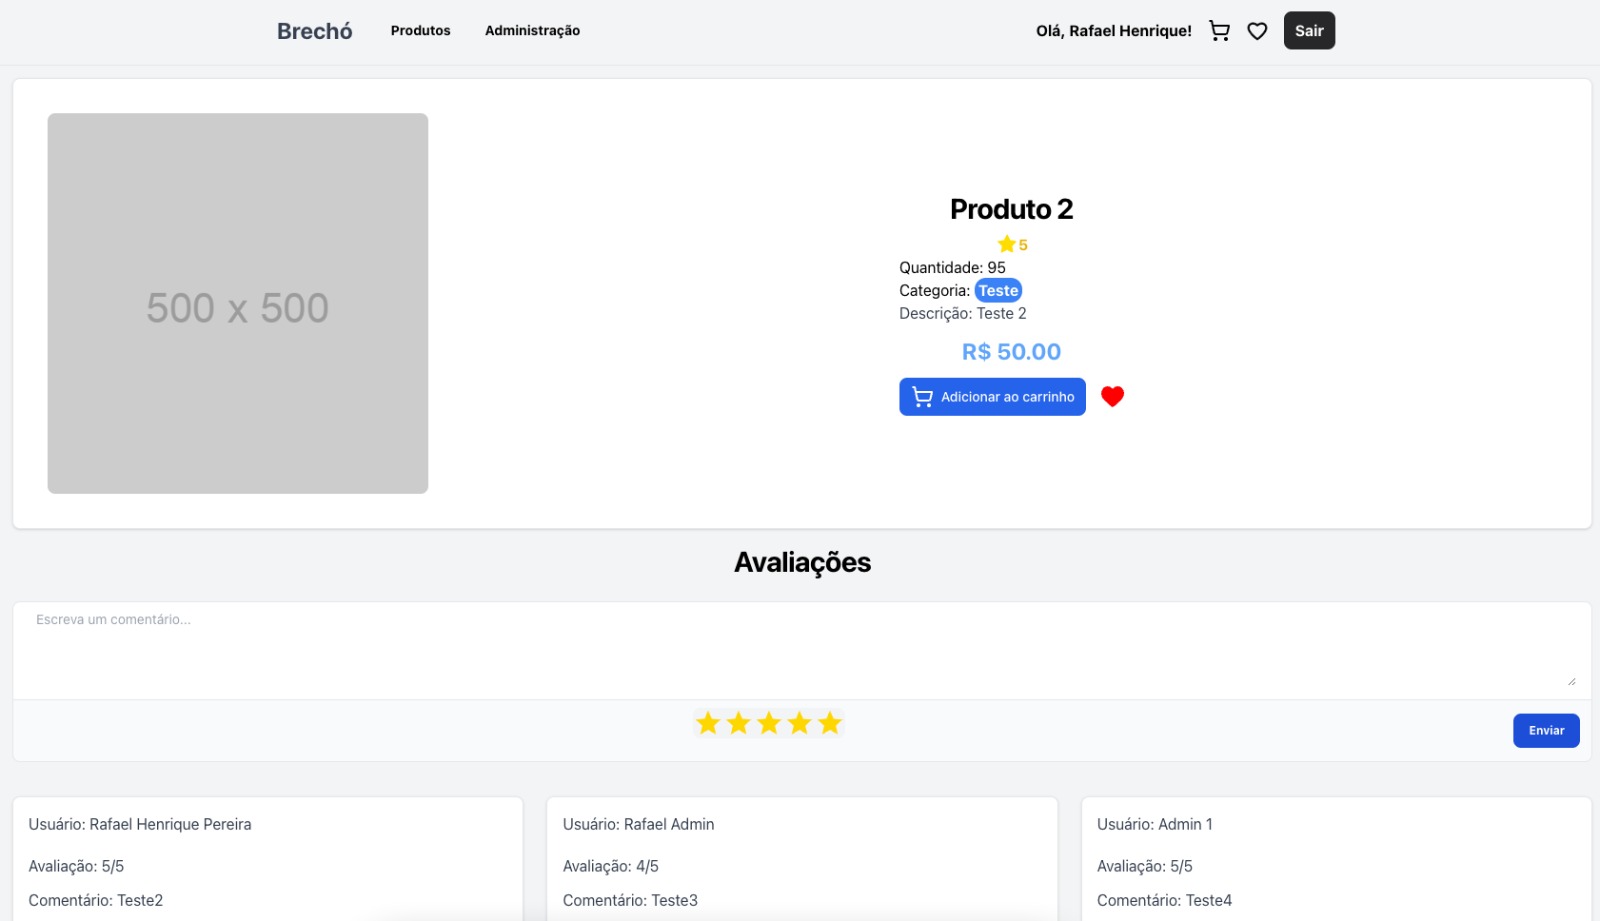 Brechó Produtos Administração Olá, Rafael Henrique! Sair
500 x 500
Produto 2
5
Quantidade: 95
Categoria: Teste
Descrição: Teste 2
R$ 50.00
Adicionar ao carrinho
Avaliações
Escreva um comentário...
Enviar
Usuário: Rafael Henrique Pereira
Avaliação: 5/5
Comentário: Teste2
Usuário: Rafael Admin
Avaliação: 4/5
Comentário: Teste3
Usuário: Admin 1
Avaliação: 5/5
Comentário: Teste4